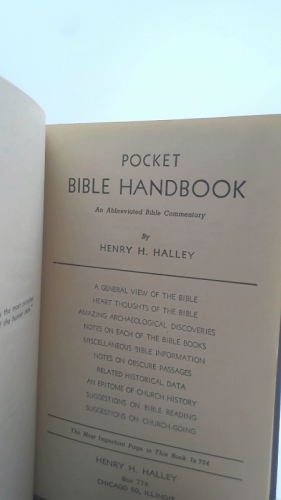 POCKET
BIBLE HANDBOOK
An Abbreviated Bible Commentary
By
HENRY H. HALLEY
A GENERAL VIEW OF THE BIBLE
HEART THOUGHTS OF THE BIBLE
AMAZING ARCHAEOLOGICAL DISCOVERIES
NOTES ON EACH OF THE BIBLE BOOKS
MISCELLANEOUS BIBLE INFORMATION
NOTES ON OBSCURE PASSAGES
RELATED HISTORICAL DATA
AN EPITOME OF CHURCH HISTORY
SUGGESTIONS ON BIBLE READING
SUGGESTIONS ON CHURCH-GOING
The Most Important Page in This Book Is 724
HENRY H. HALLEY
Box 774
CHICAGO 90, ILLINOIS